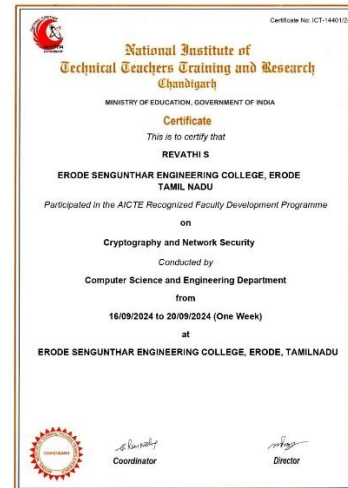 Certificate No: ICT-14401/2
National Institute of
Technical Teachers Training and Research
Chandigarh
MINISTRY OF EDUCATION, GOVERNMENT OF INDIA
Certificate
This is to certify that
REVATHI S
ERODE SENGUNTHAR ENGINEERING COLLEGE, ERODE
TAMIL NADU
Participated in the AICTE Recognized Faculty Development Programme
on
Cryptography and Network Security
Conducted by
Computer Science and Engineering Department
from
16/09/2024 to 20/09/2024 (One Week)
at
ERODE SENGUNTHAR ENGINEERING COLLEGE, ERODE, TAMILNADU
CHANDIGARH
Coordinator
Director